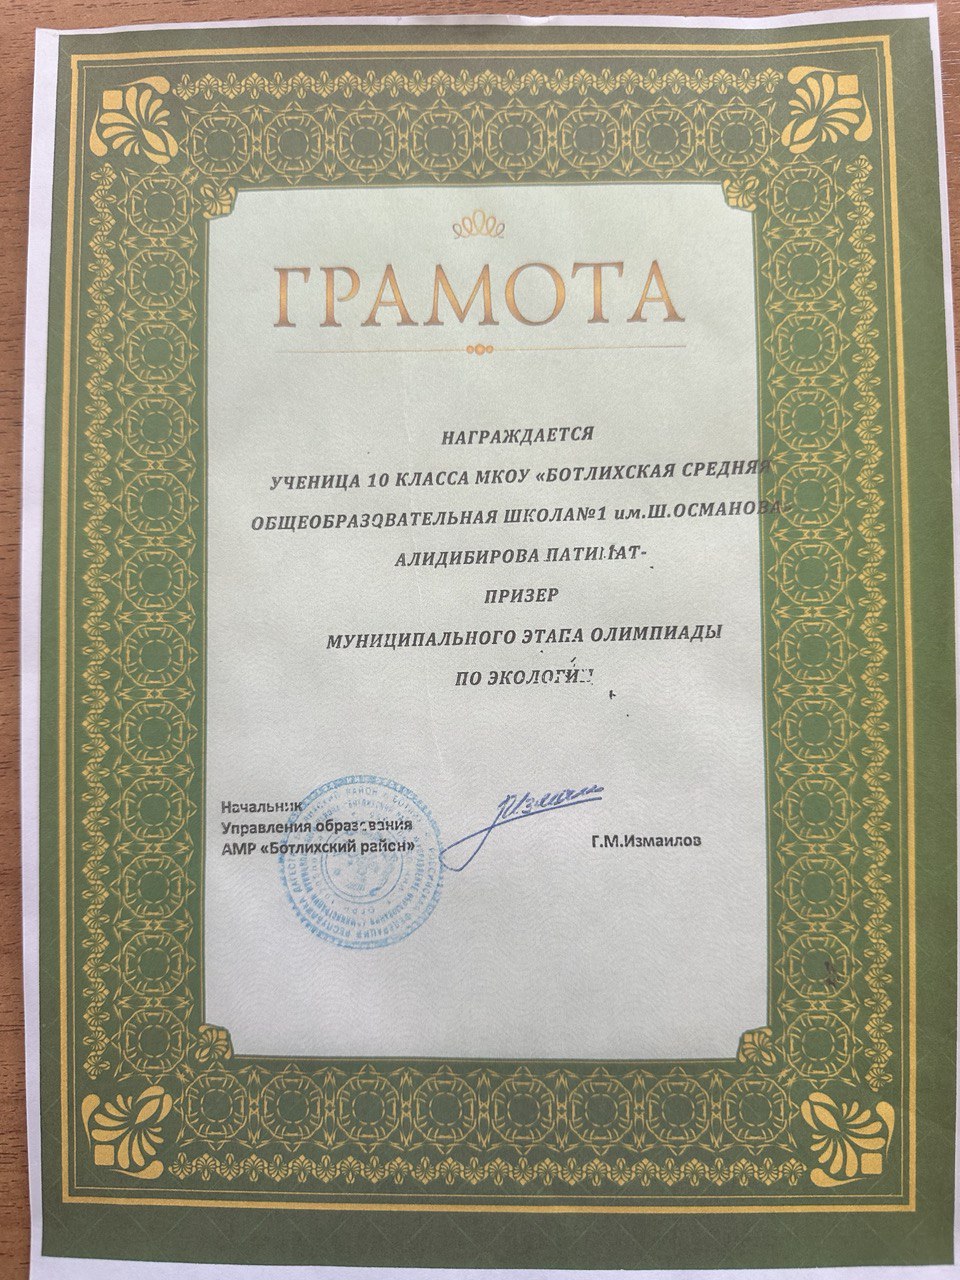 ГРАМОТА
НАГРАЖДАЕТСЯ
УЧЕНИЦА 10 КЛАССА МКОУ «БОТЛИХСКАЯ СРЕДНЯЯ
ОБЩЕОБРАЗОВАТЕЛЬНАЯ ШКОЛА№1 им.Ш.ОСМАНОВА»
АЛИДИБИРОВА ПАТИМАТ-
ПРИЗЕР
МУНИЦИПАЛЬНОГО ЭТАПА ОЛИМПИАДЫ
ПО ЭКОЛОГИИ
Начальник
Управления образования
АМР «Ботлихский район»
Г.М.Измаилов